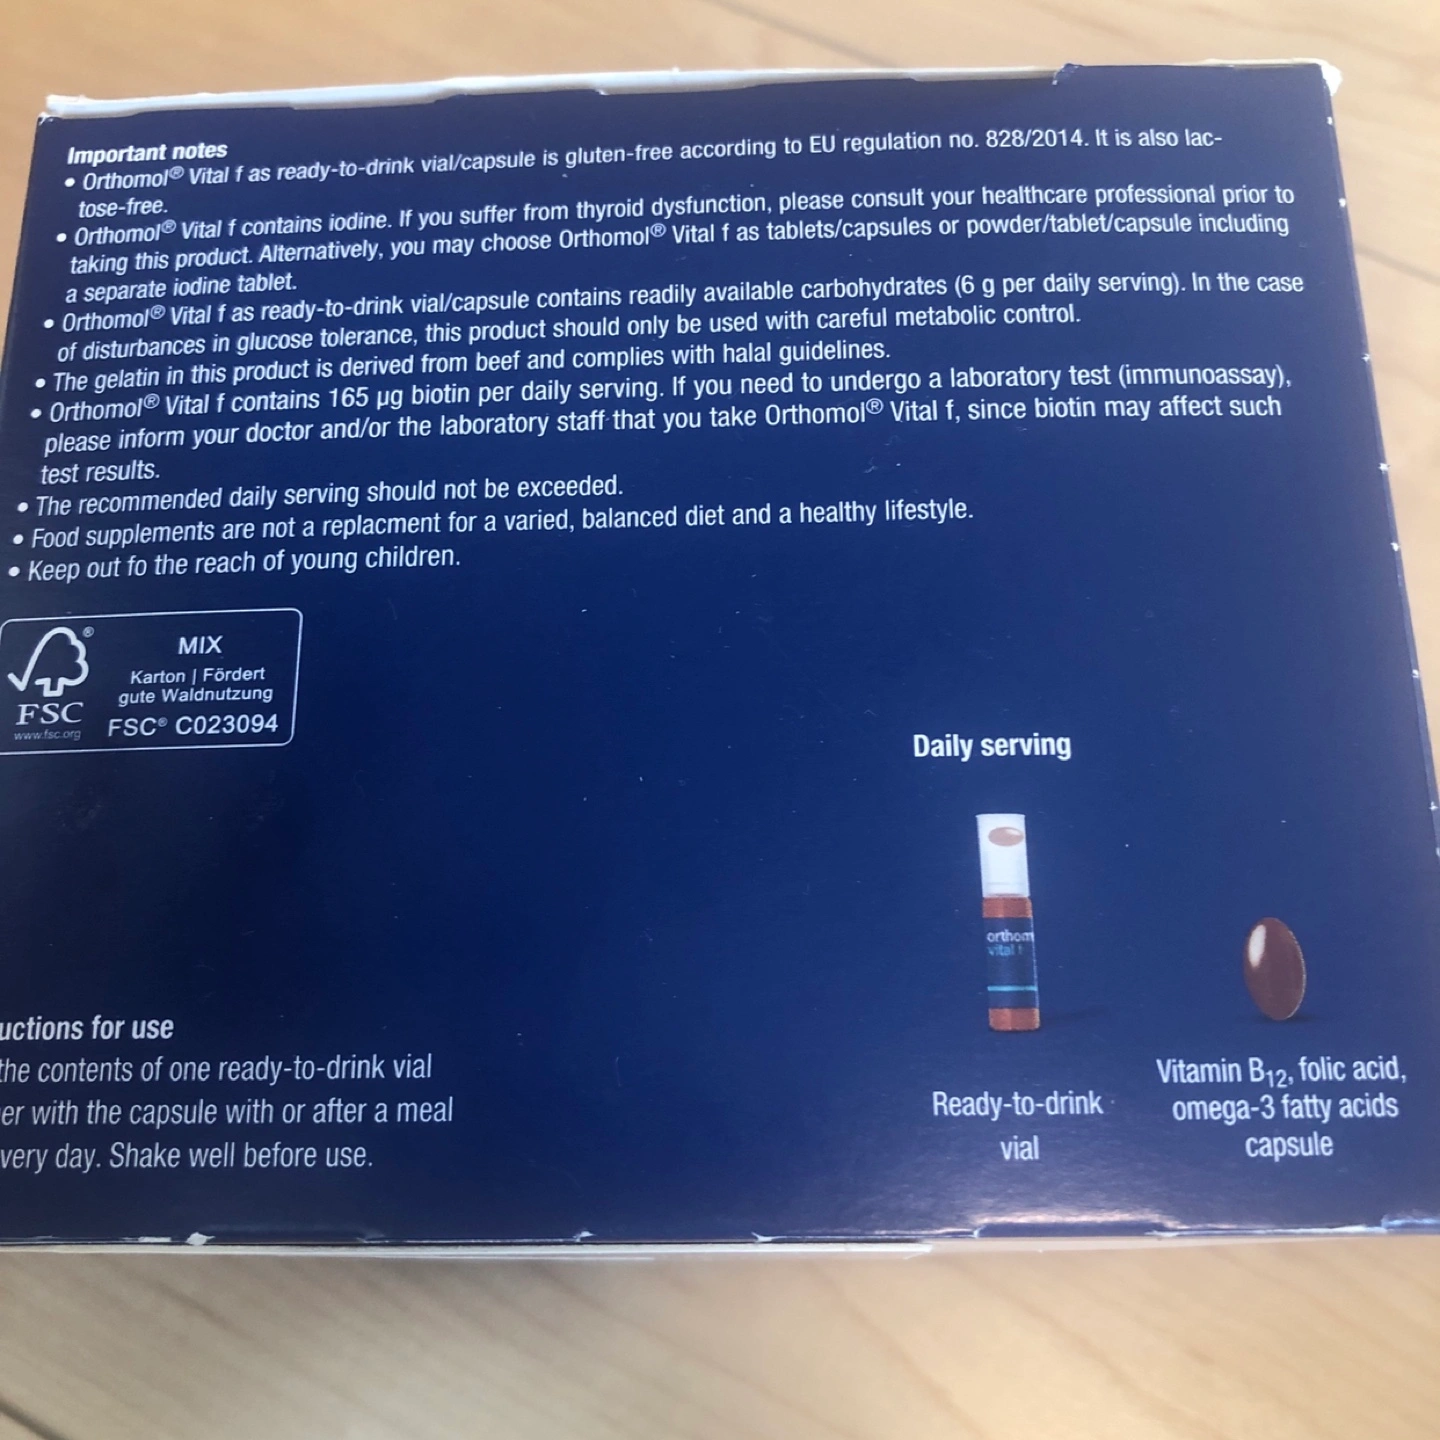 Important notes
• Orthomol® Vital f as ready-to-drink vial/capsule is gluten-free according to EU regulation no. 828/2014. It is also lac-
tose-free.
• Orthomol® Vital f contains iodine. If you suffer from thyroid dysfunction, please consult your healthcare professional prior to
taking this product. Alternatively, you may choose Orthomol® Vital f as tablets/capsules or powder/tablet/capsule including
a separate iodine tablet.
• Orthomol® Vital f as ready-to-drink vial/capsule contains readily available carbohydrates (6 g per daily serving). In the case
of disturbances in glucose tolerance, this product should only be used with careful metabolic control.
• The gelatin in this product is derived from beef and complies with halal guidelines.
• Orthomol® Vital f contains 165 µg biotin per daily serving. If you need to undergo a laboratory test (immunoassay),
please inform your doctor and/or the laboratory staff that you take Orthomol® Vital f, since biotin may affect such
test results.
• The recommended daily serving should not be exceeded.
• Food supplements are not a replacment for a varied, balanced diet and a healthy lifestyle.
• Keep out fo the reach of young children.
®
FSC
www.fsc.org
MIX
Karton | Fördert
gute Waldnutzung
FSC® C023094
Daily serving
orthom
vital f
Ready-to-drink
vial
Vitamin B₁₂, folic acid,
omega-3 fatty acids
capsule
uctions for use
the contents of one ready-to-drink vial
er with the capsule with or after a meal
very day. Shake well before use.